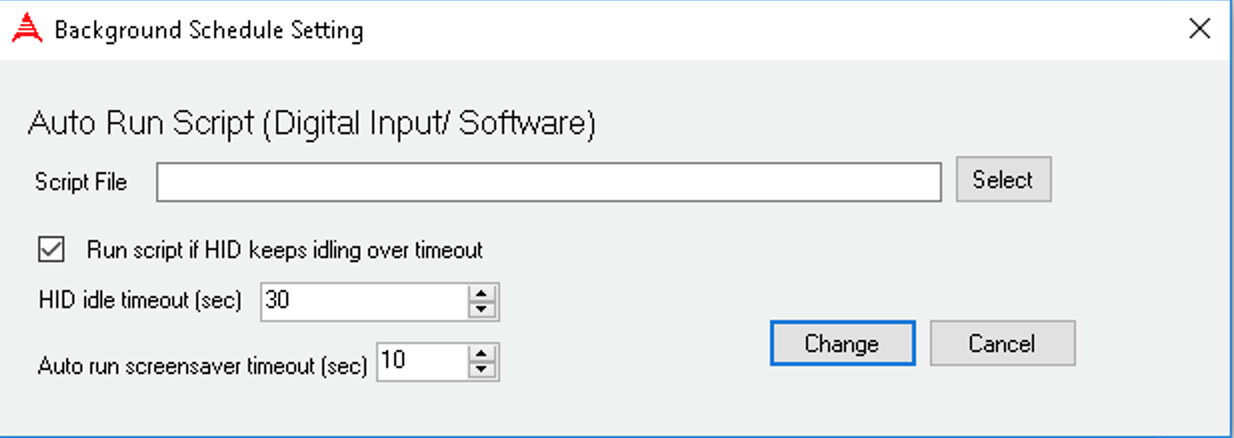 Background Schedule Setting
Auto Run Script (Digital Input/ Software)
Script File Select
Run script if HID keeps idling over timeout
HID idle timeout (sec) 30
Change Cancel
Auto run screensaver timeout (sec) 10